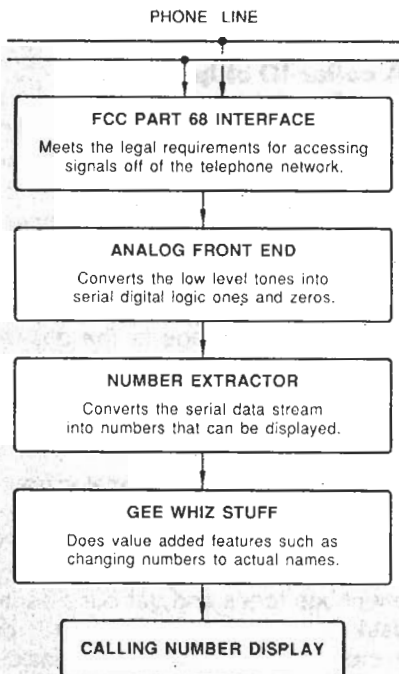 PHONE LINE
FCC PART 68 INTERFACE
Meets the legal requirements for accessing
signals off of the telephone network.
ANALOG FRONT END
Converts the low level tones into
serial digital logic ones and zeros.
NUMBER EXTRACTOR
Converts the serial data stream
into numbers that can be displayed.
GEE WHIZ STUFF
Does value added features such as
changing numbers to actual names.
CALLING NUMBER DISPLAY